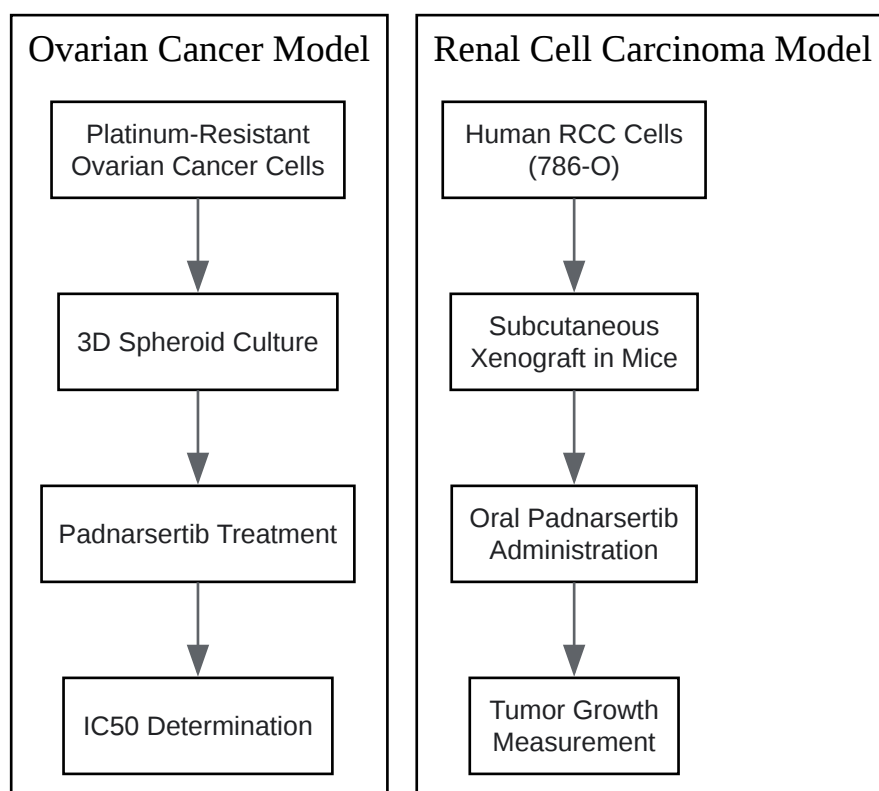 Ovarian Cancer Model
Platinum-Resistant
Ovarian Cancer Cells
3D Spheroid Culture
Padnarsertib Treatment
IC50 Determination
Renal Cell Carcinoma Model
Human RCC Cells
(786-O)
Subcutaneous
Xenograft in Mice
Oral Padnarsertib
Administration
Tumor Growth
Measurement